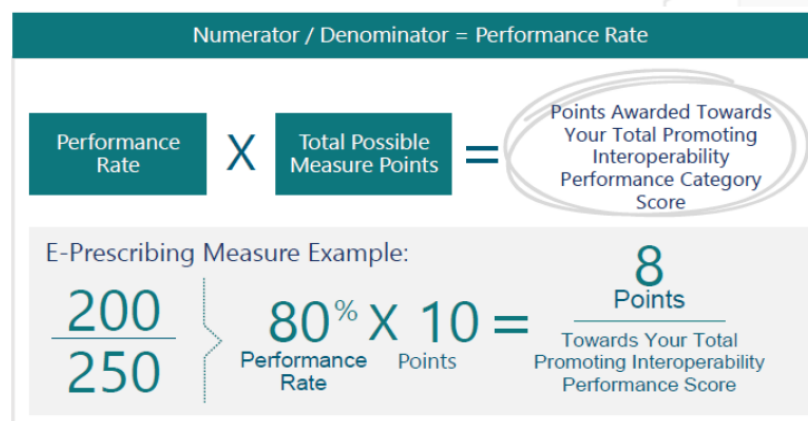 Numerator / Denominator = Performance Rate
Performance
Rate
X
Total Possible
Measure Points
=
Points Awarded Towards
Your Total Promoting
Interoperability
Performance Category
Score
E-Prescribing Measure Example:
200
250
80% X 10 =
Performance
Rate
Points
8
Points
Towards Your Total
Promoting Interoperability
Performance Score